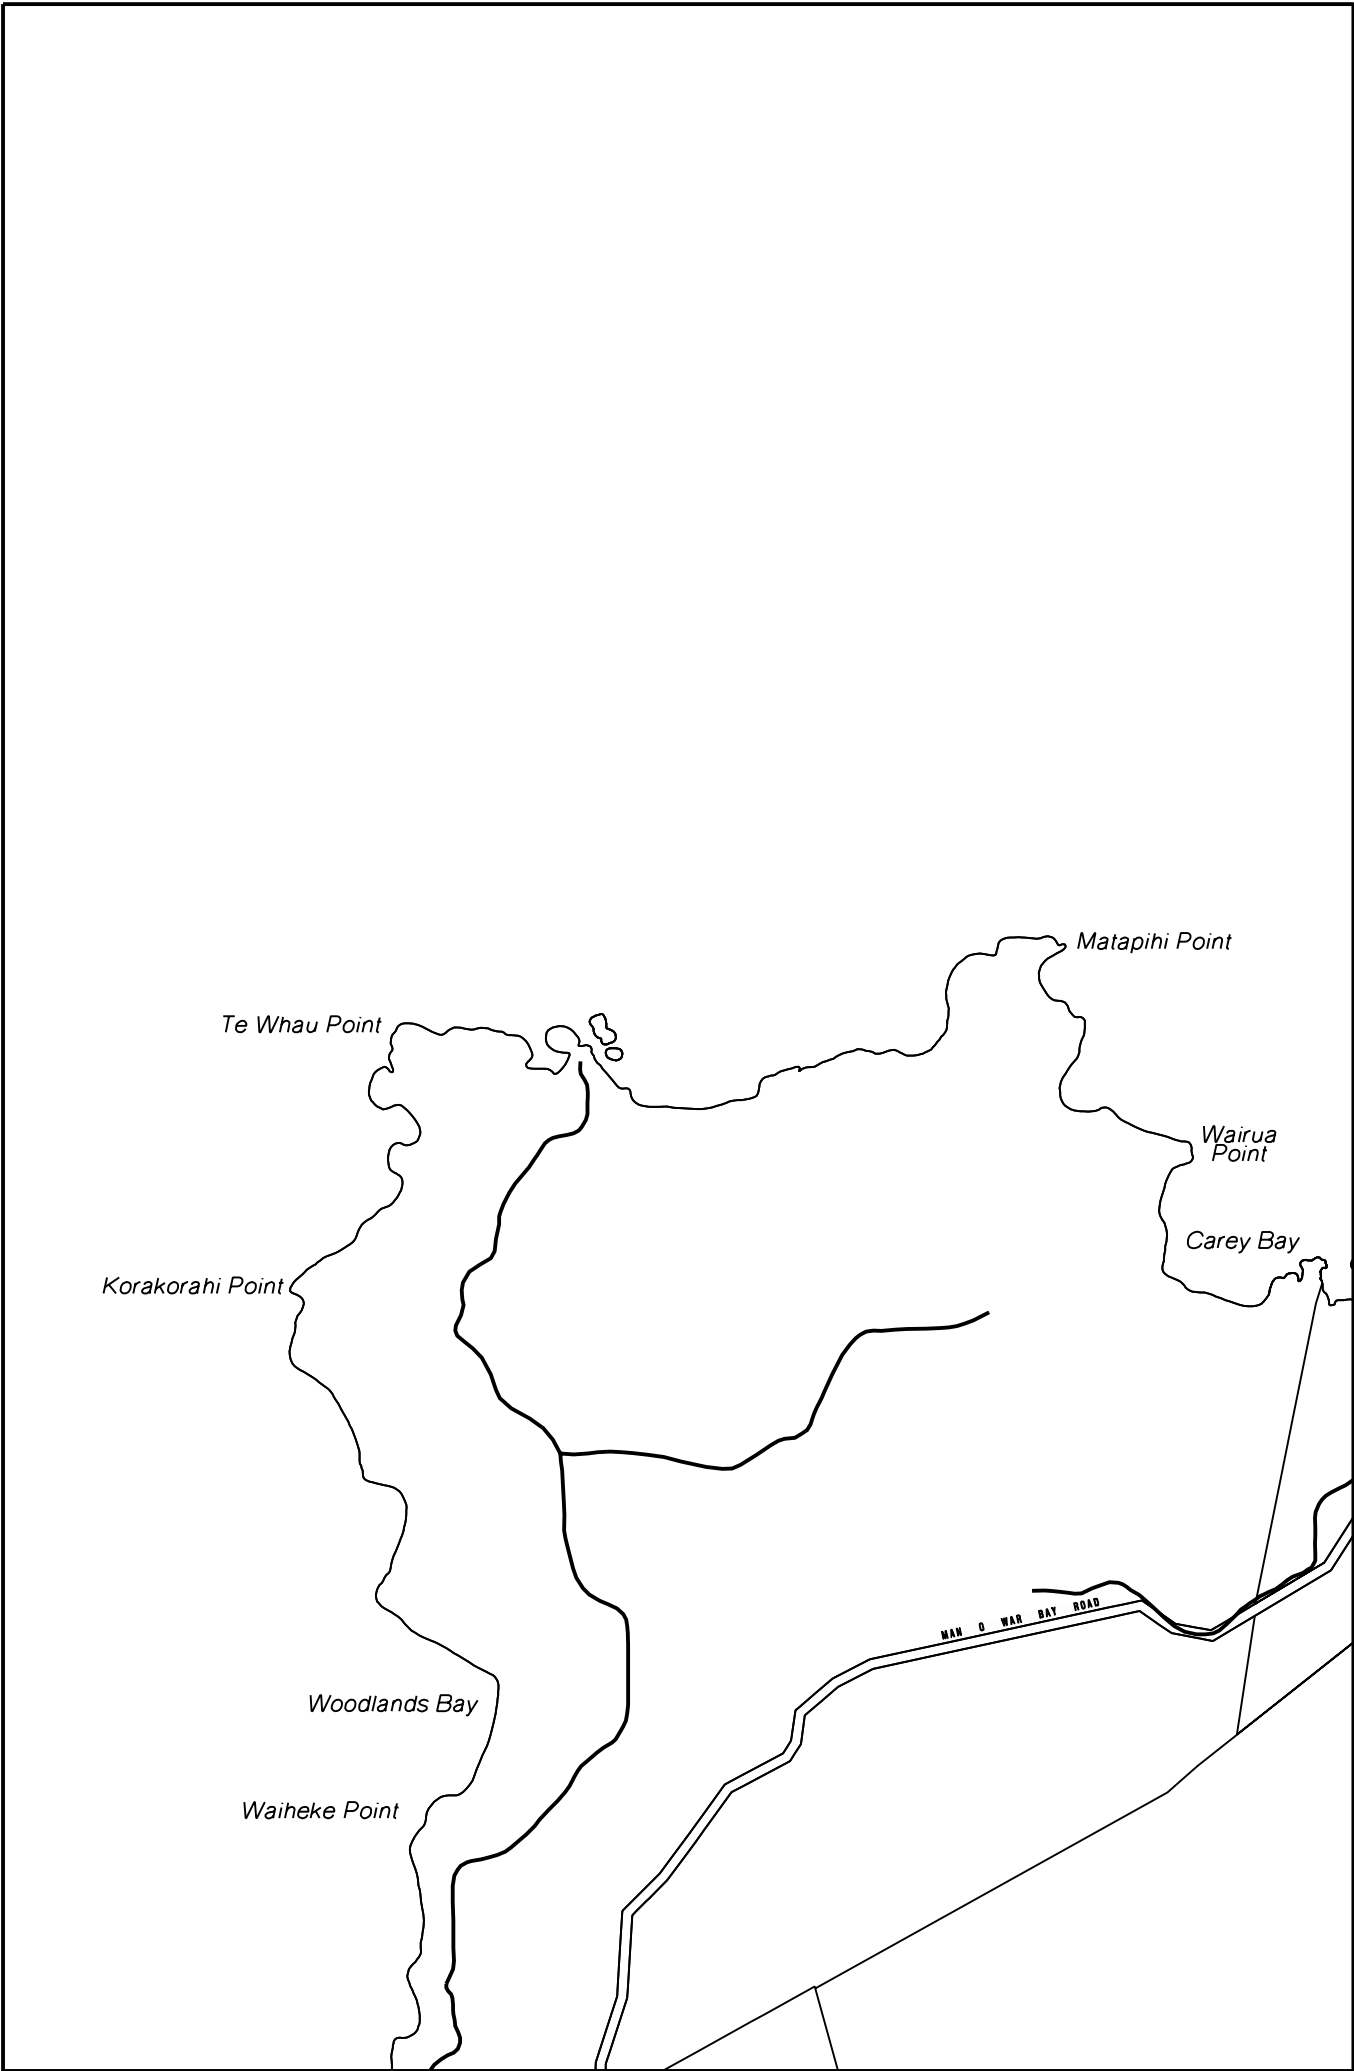 Matapihi Point
Te Whau Point
Wairua
Point
Carey Bay
Korakorahi Point
MAN O WAR BAY ROAD
Woodlands Bay
Waiheke Point